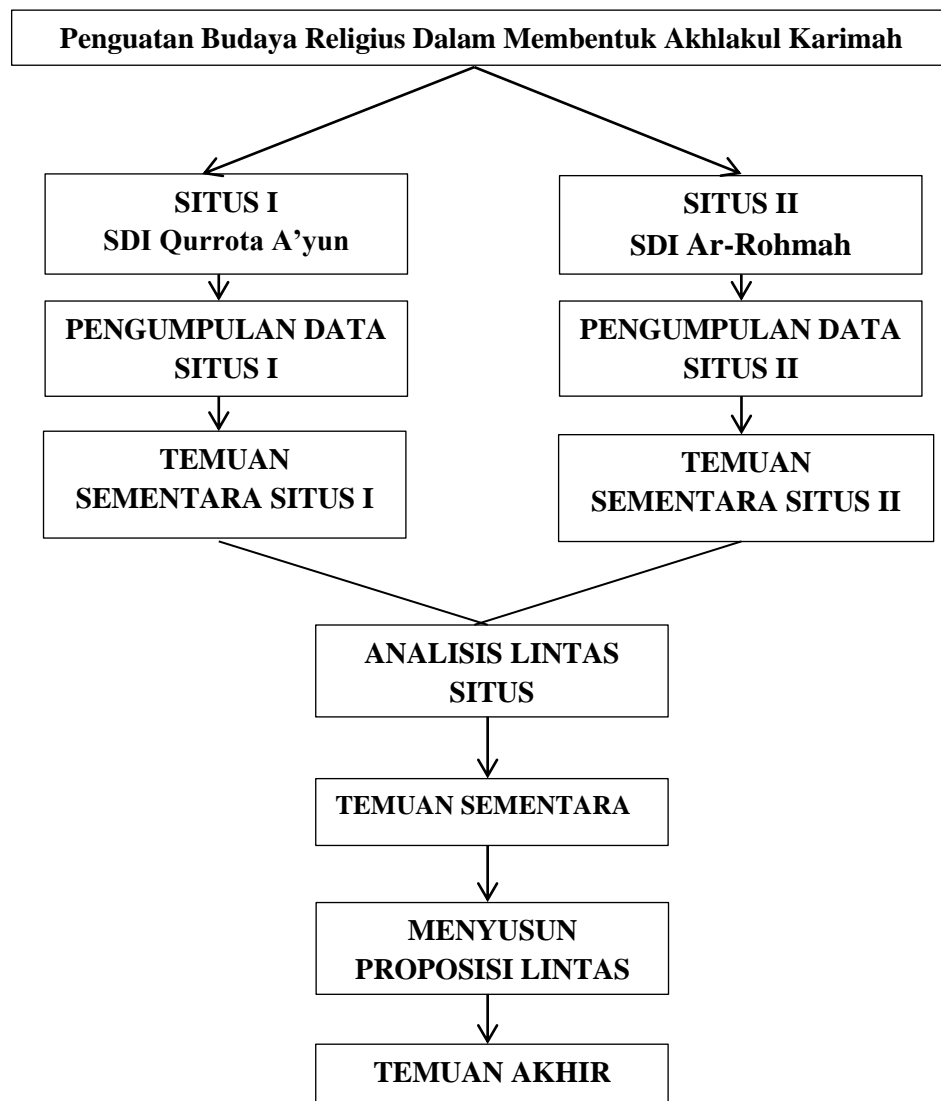 Penguatan Budaya Religius Dalam Membentuk Akhlakul Karimah
SITUS I
SDI Qurrota A’yun
SITUS II
SDI Ar-Rohmah
PENGUMPULAN DATA
SITUS I
PENGUMPULAN DATA
SITUS II
TEMUAN
SEMENTARA SITUS I
TEMUAN
SEMENTARA SITUS II
ANALISIS LINTAS
SITUS
TEMUAN SEMENTARA
MENYUSUN
PROPOSISI LINTAS
TEMUAN AKHIR